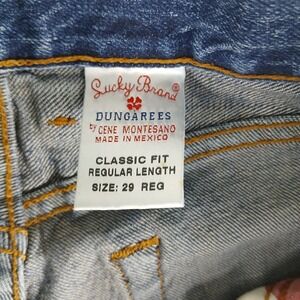 Lucky Brand®
DUNGAREES
by GENE MONTESANO
MADE IN MEXICO
CLASSIC FIT
REGULAR LENGTH
SIZE: 29 REG